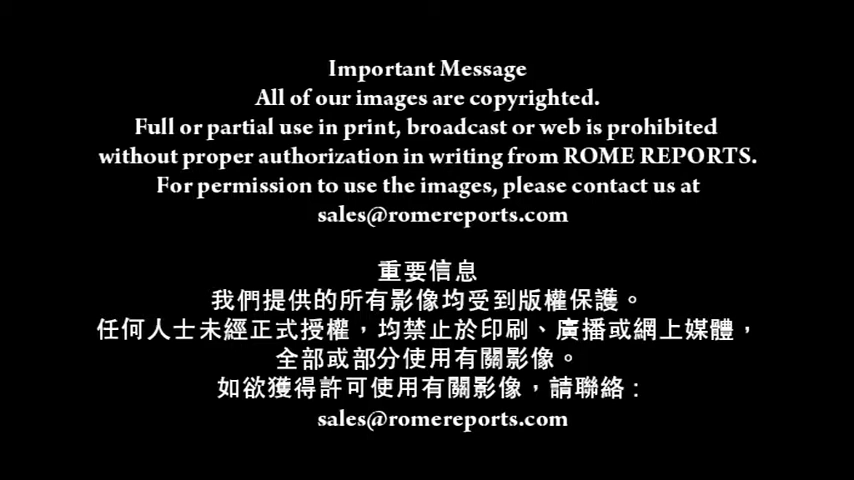 Important Message
All of our images are copyrighted.
Full or partial use in print, broadcast or web is prohibited
without proper authorization in writing from ROME REPORTS.
For permission to use the images, please contact us at
sales@romereports.com
重要信息
我們提供的所有影像均受到版權保護。
任何人士未經正式授權，均禁止於印刷、廣播或網上媒體，
全部或部分使用有關影像。
如欲獲得許可使用有關影像，請聯絡：
sales@romereports.com